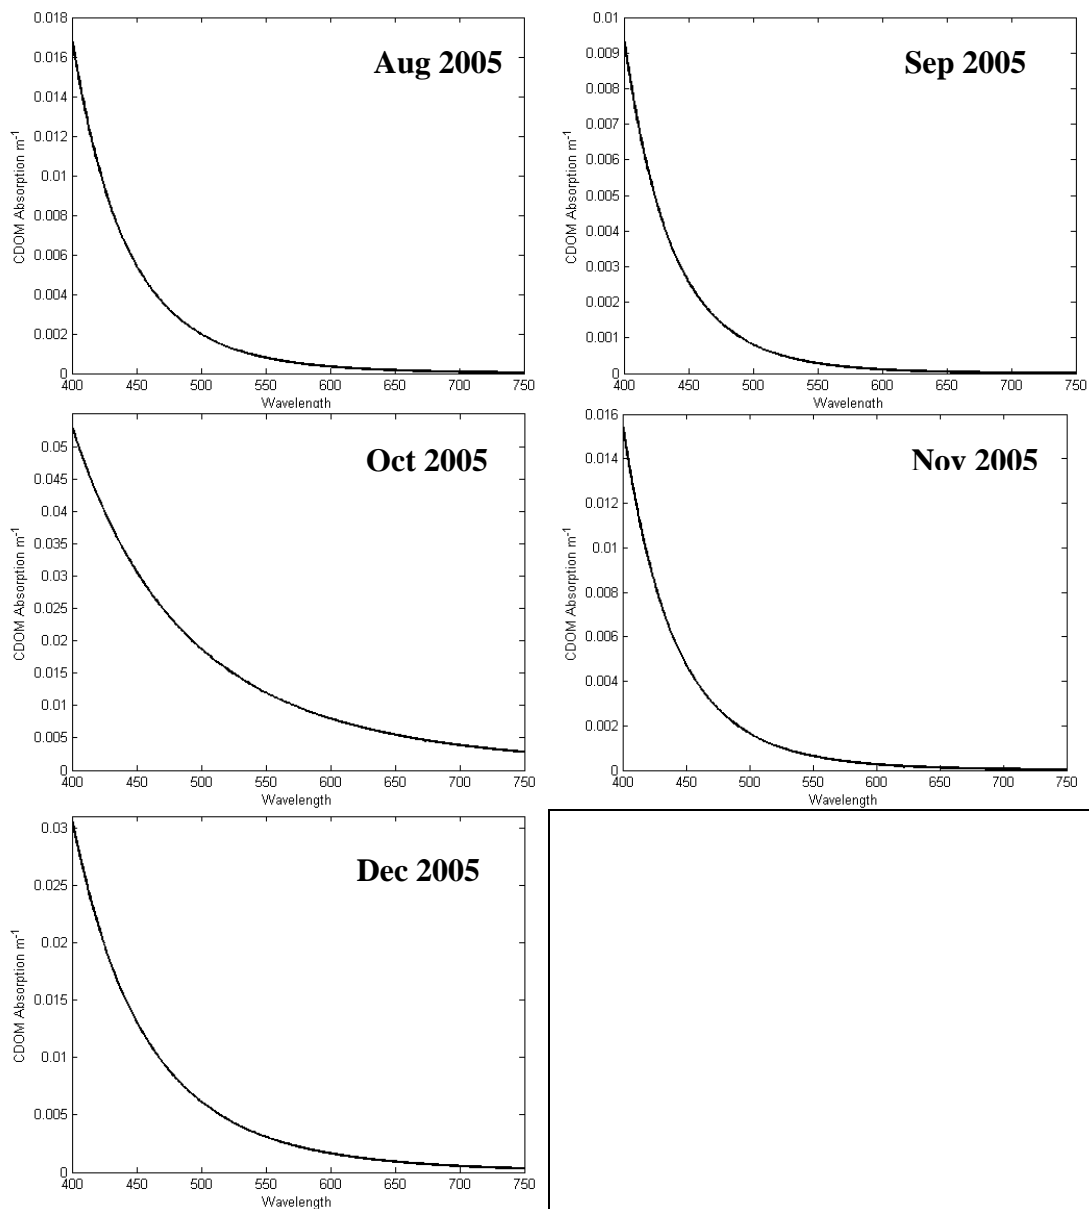 Aug 2005
CDOM Absorption m-1
0.018
0.016
0.014
0.012
0.01
0.008
0.006
0.004
0.002
0
400 450 500 550 600 650 700 750
Wavelength
Sep 2005
CDOM Absorption m-1
0.01
0.009
0.008
0.007
0.006
0.005
0.004
0.003
0.002
0.001
0
400 450 500 550 600 650 700 750
Wavelength
Oct 2005
CDOM Absorption m-1
0.05
0.045
0.04
0.035
0.03
0.025
0.02
0.015
0.01
0.005
0
400 450 500 550 600 650 700 750
Wavelength
Nov 2005
CDOM Absorption m-1
0.016
0.014
0.012
0.01
0.008
0.006
0.004
0.002
0
400 450 500 550 600 650 700 750
Wavelength
Dec 2005
CDOM Absorption m-1
0.03
0.025
0.02
0.015
0.01
0.005
0
400 450 500 550 600 650 700 750
Wavelength